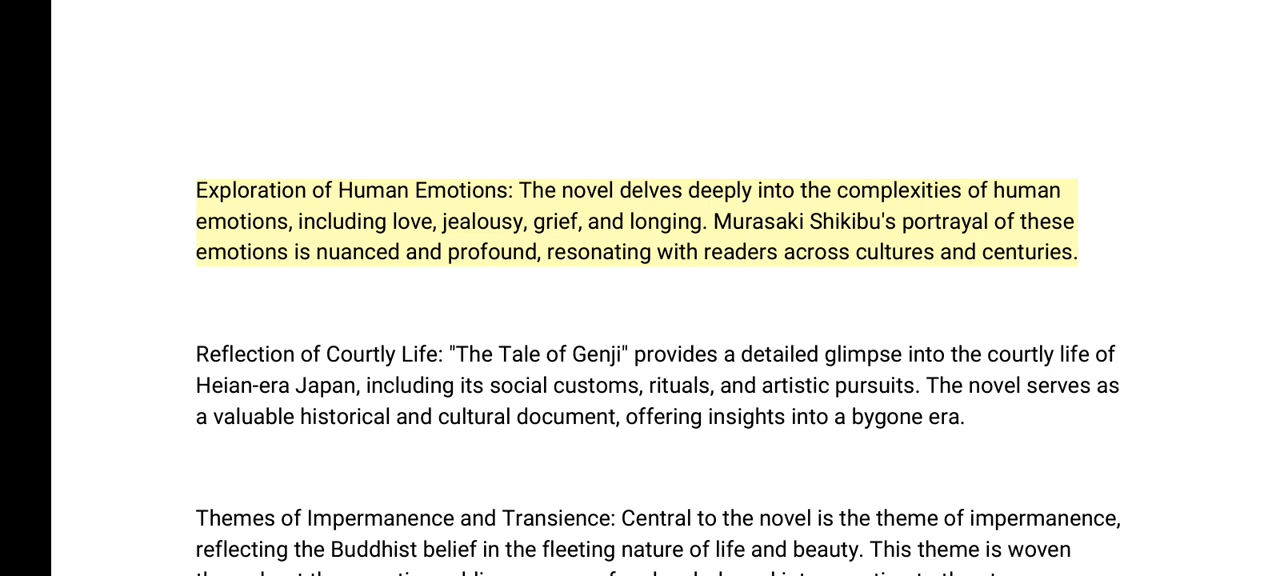 Exploration of Human Emotions: The novel delves deeply into the complexities of human
emotions, including love, jealousy, grief, and longing. Murasaki Shikibu's portrayal of these
emotions is nuanced and profound, resonating with readers across cultures and centuries.
Reflection of Courtly Life: "The Tale of Genji" provides a detailed glimpse into the courtly life of
Heian-era Japan, including its social customs, rituals, and artistic pursuits. The novel serves as
a valuable historical and cultural document, offering insights into a bygone era.
Themes of Impermanence and Transience: Central to the novel is the theme of impermanence,
reflecting the Buddhist belief in the fleeting nature of life and beauty. This theme is woven